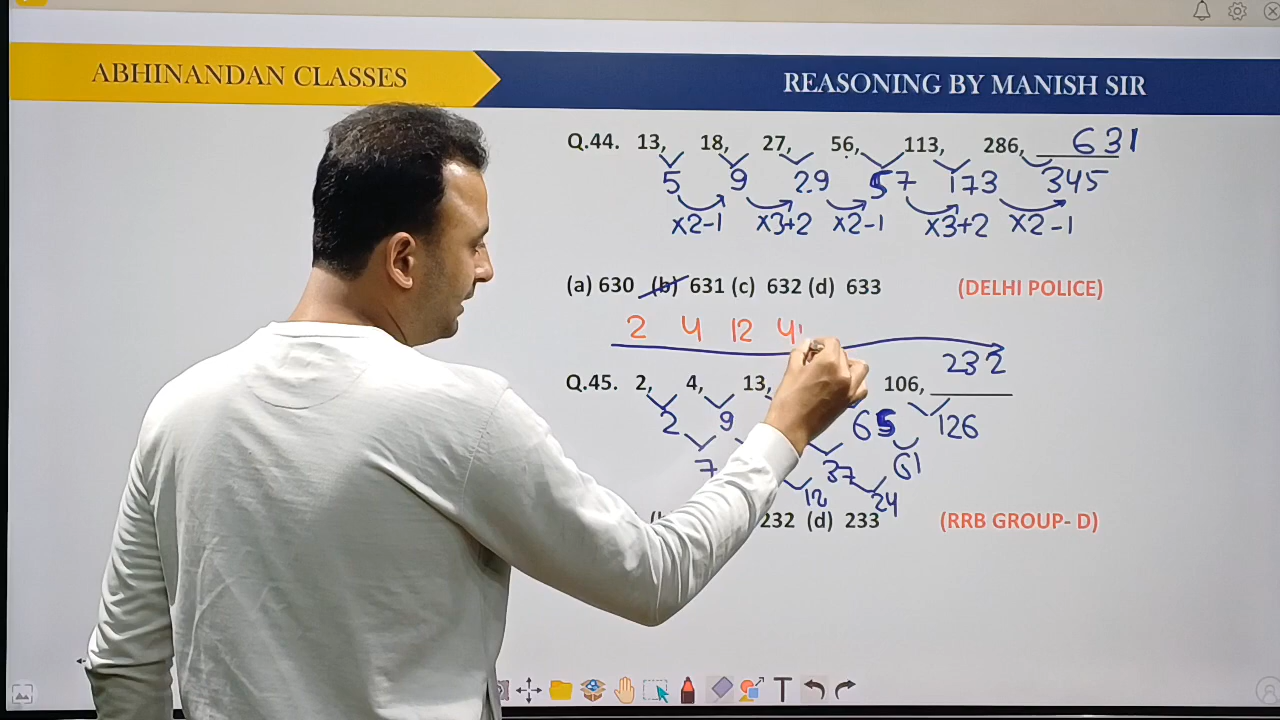 ABHINANDAN CLASSES
REASONING BY MANISH SIR
Q.44. 13, 18, 27, 56, 113, 286, 631
5 9 29 57 173 345
x2-1 x3+2 x2-1 x3+2 x2-1
(a) 630 (b) 631 (c) 632 (d) 633 (DELHI POLICE)
2 4 12
232
Q.45. 2, 4, 13, 106,
2 9 65 126
7 37 61
12 24
232 (d) 233 (RRB GROUP- D)
T